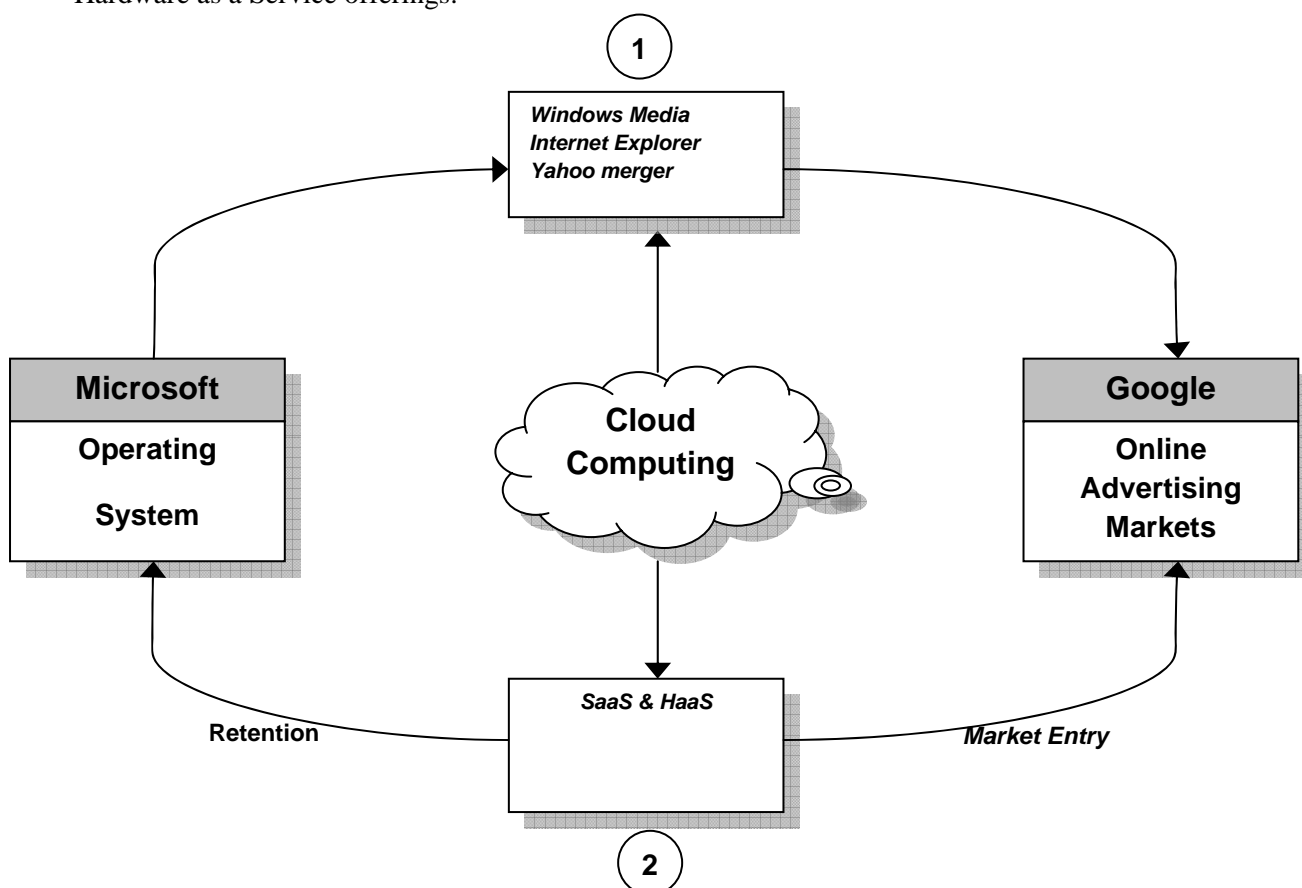 Hardware as a Service offerings.
1
Windows Media
Internet Explorer
Yahoo merger
Microsoft
Operating
System
Cloud
Computing
Google
Online
Advertising
Markets
SaaS & HaaS
Retention
Market Entry
2